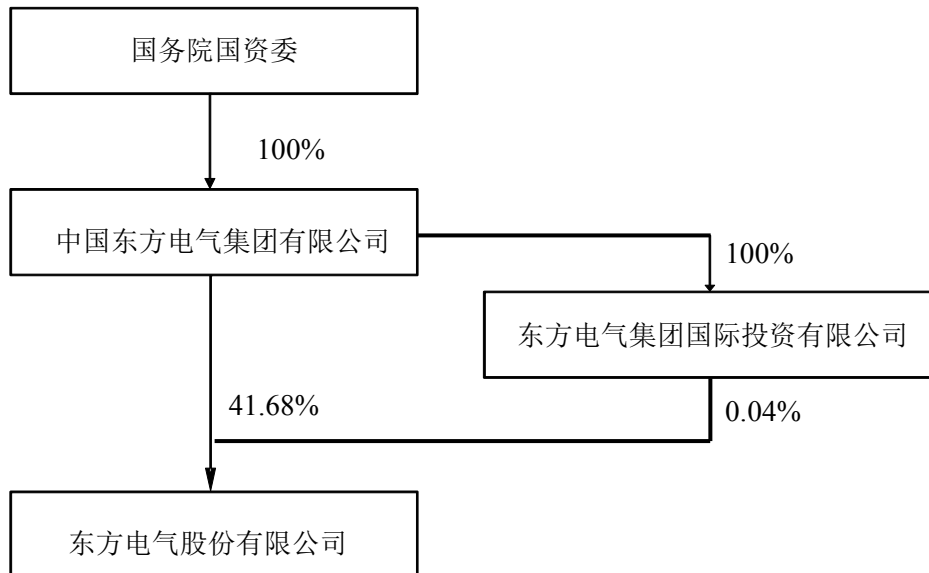 国务院国资委
100%
中国东方电气集团有限公司
100%
东方电气集团国际投资有限公司
41.68%
0.04%
东方电气股份有限公司